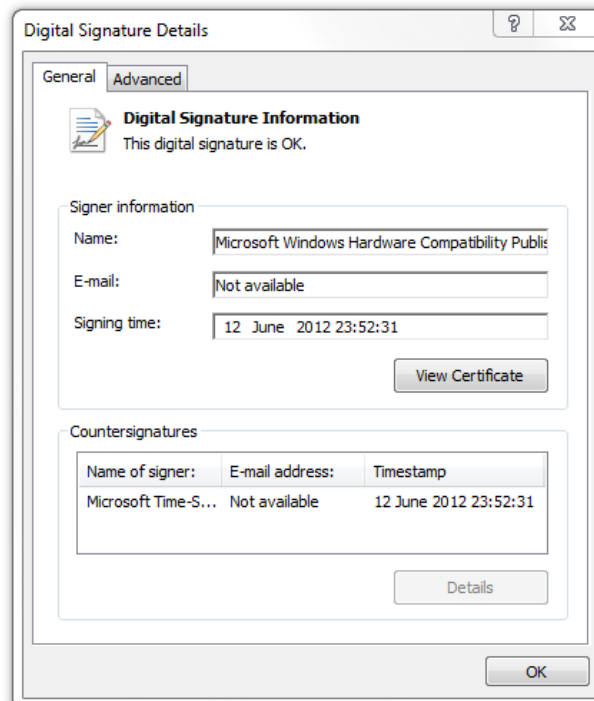 Digital Signature Details
General Advanced
Digital Signature Information
This digital signature is OK.
Signer information
Name: Microsoft Windows Hardware Compatibility Publis
E-mail: Not available
Signing time: 12 June 2012 23:52:31
View Certificate
Countersignatures
Name of signer: E-mail address: Timestamp
Microsoft Time-S... Not available 12 June 2012 23:52:31
Details
OK